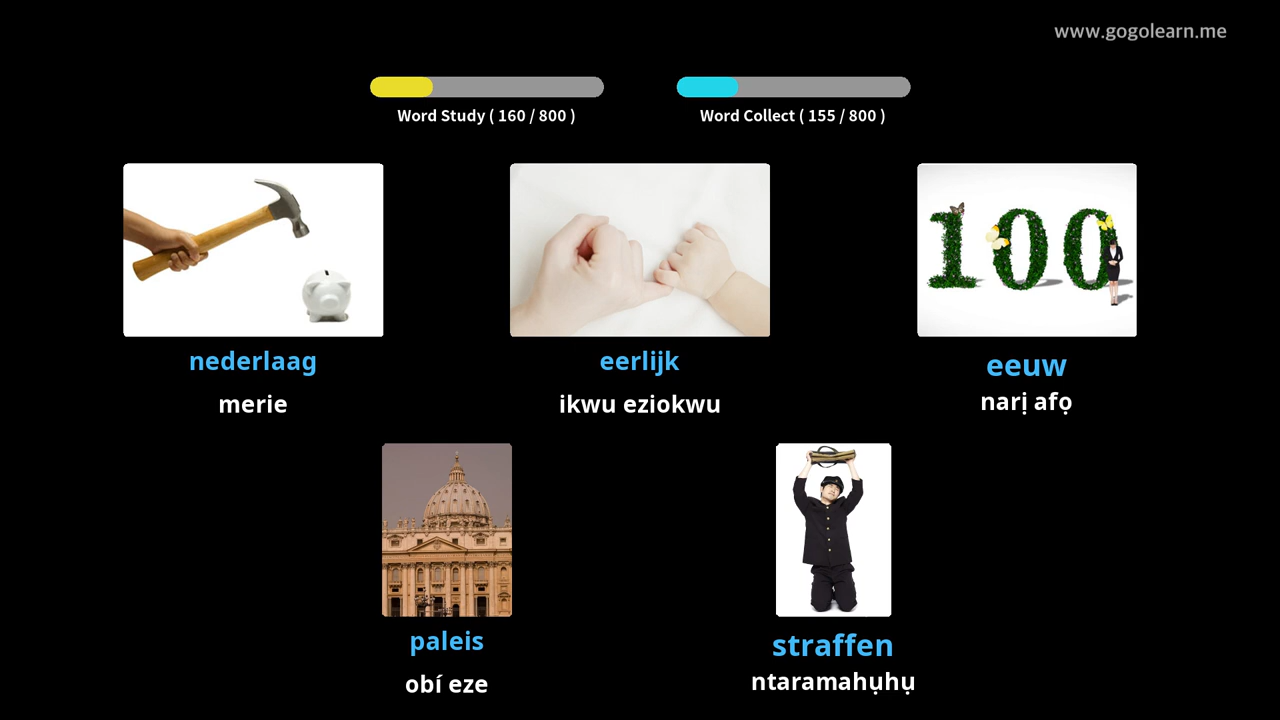 www.gogolearn.me
Word Study ( 160 / 800 )
Word Collect ( 155 / 800 )
nederlaag
merie
eerlijk
ikwu eziokwu
eeuw
narị afọ
paleis
obí eze
straffen
ntaramahụhụ